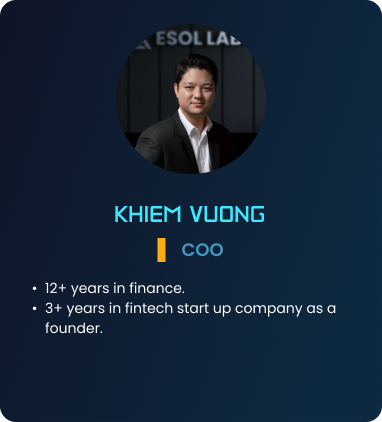 ESOL LAB
KHIEM VUONG
COO
• 12+ years in finance.
• 3+ years in fintech start up company as a
founder.